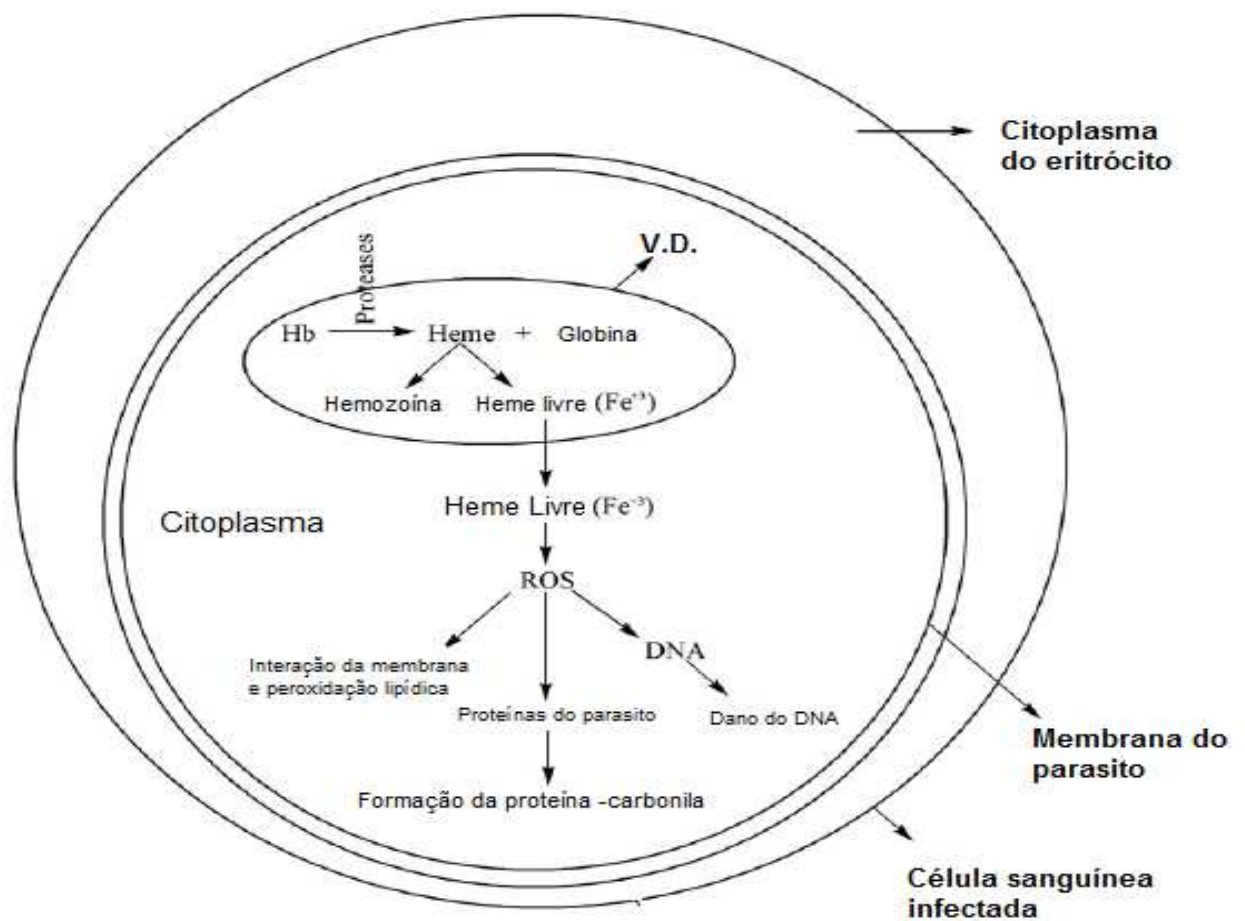 Citoplasma
do eritrócito
V.D.
Proteases
Hb Heme + Globina
Hemozoína Heme livre (Fe⁺³)
Heme Livre (Fe⁺³)
Citoplasma
ROS
DNA
Interação da membrana
e peroxidação lipídica
Proteínas do parasito
Dano do DNA
Membrana do
parasito
Formação da proteína -carbonila
Célula sanguínea
infectada